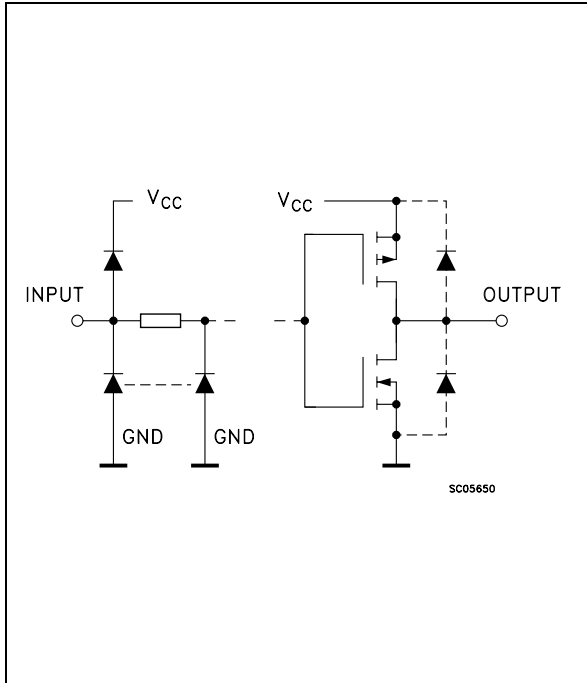 VCC
VCC
INPUT
OUTPUT
GND
GND
SC05650